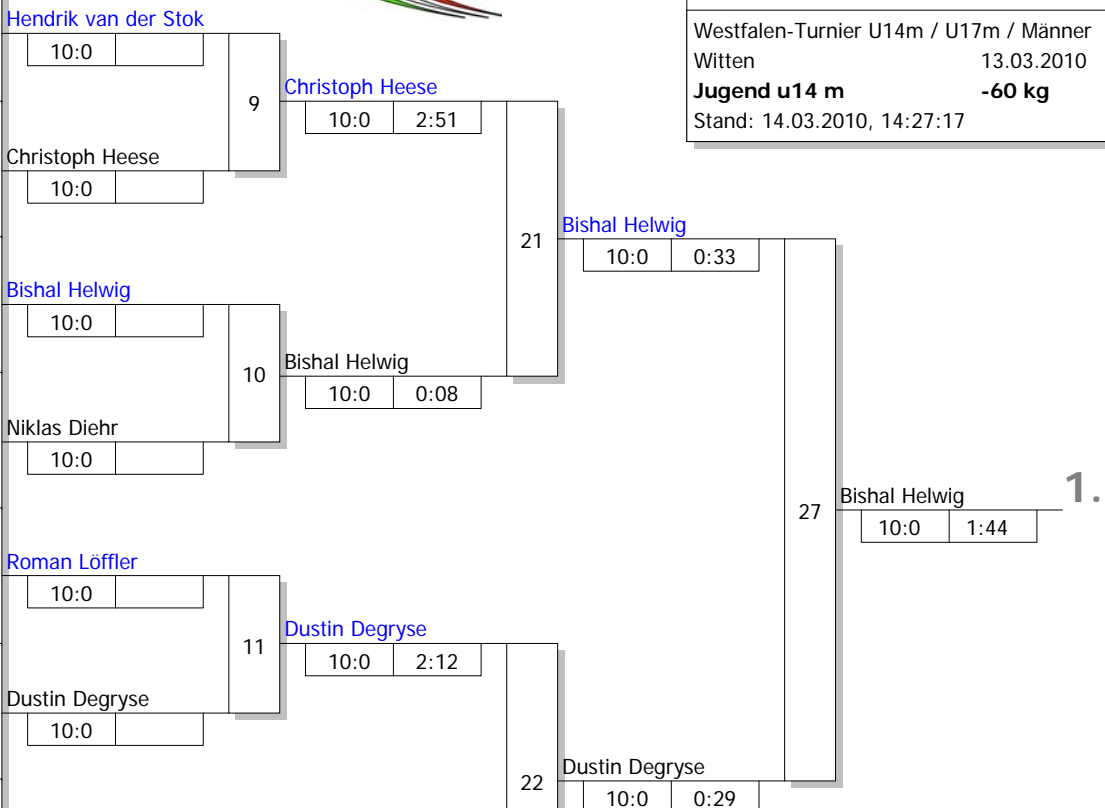 Hendrik van der Stok
10:0
9
Christoph Heese
10:0
Christoph Heese
10:0 2:51
Westfalen-Turnier U14m / U17m / Männer
Witten 13.03.2010
Jugend u14 m -60 kg
Stand: 14.03.2010, 14:27:17
21
Bishal Helwig
10:0 0:33
Bishal Helwig
10:0
10
Niklas Diehr
10:0
Bishal Helwig
10:0 0:08
27
Bishal Helwig 1.
10:0 1:44
Roman Löffler
10:0
11
Dustin Degryse
10:0
Dustin Degryse
10:0 2:12
22
Dustin Degryse
10:0 0:29